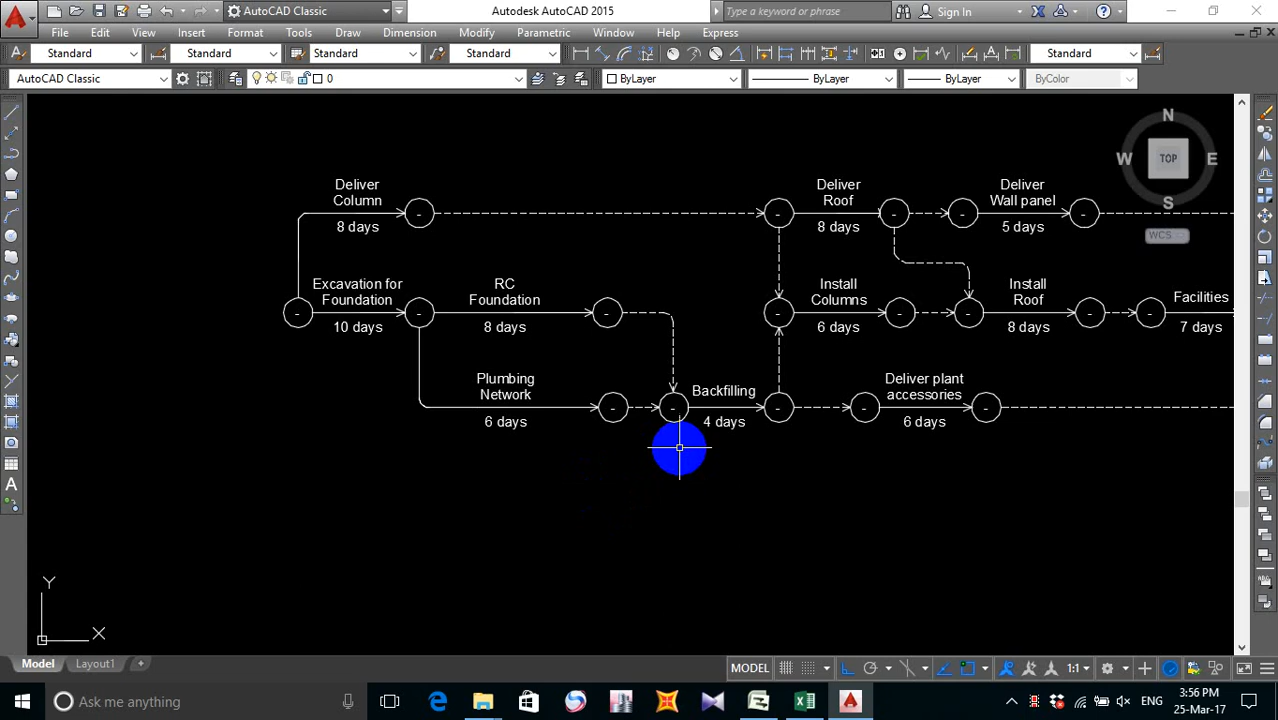 AutoCAD Classic
Autodesk AutoCAD 2015
Type a keyword or phrase
Sign In
File Edit View Insert Format Tools Draw Dimension Modify Parametric Window Help Express
Standard Standard Standard Standard Standard
AutoCAD Classic 0 ByLayer ByLayer ByLayer ByColor
N
W TOP E
S
WCS
Deliver
Column
8 days
Deliver
Roof
8 days
Deliver
Wall panel
5 days
Excavation for
Foundation
10 days
RC
Foundation
8 days
Install
Columns
6 days
Install
Roof
8 days
Facilities
7 days
Plumbing
Network
6 days
Backfilling
4 days
Deliver plant
accessories
6 days
Y
X
Model Layout1 +
MODEL 1:1
Ask me anything
ENG
3:56 PM
25-Mar-17